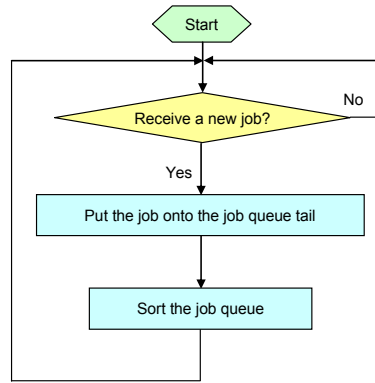 Start
Receive a new job?
No
Yes
Put the job onto the job queue tail
Sort the job queue